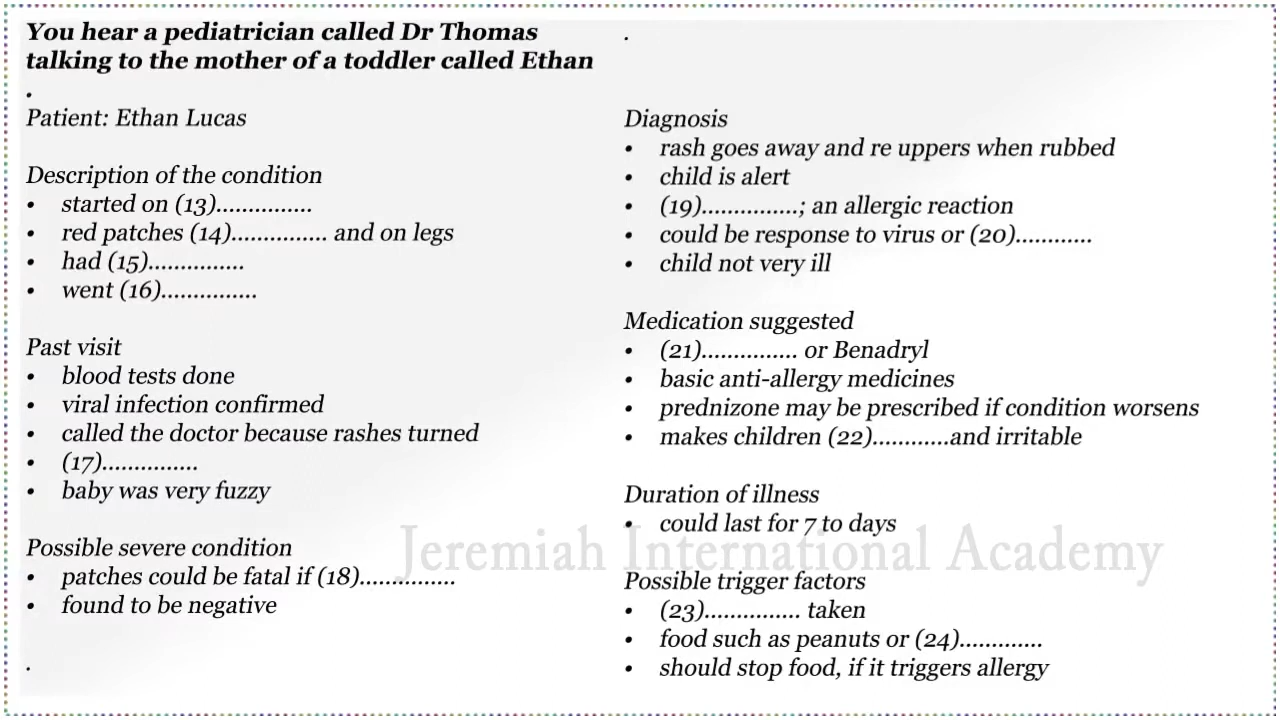 You hear a pediatrician called Dr Thomas
talking to the mother of a toddler called Ethan
.
Patient: Ethan Lucas
Description of the condition
• started on (13)...............
• red patches (14)............... and on legs
• had (15)...............
• went (16)...............
Past visit
• blood tests done
• viral infection confirmed
• called the doctor because rashes turned
• (17)...............
• baby was very fuzzy
Possible severe condition
• patches could be fatal if (18)...............
• found to be negative
.
.
Diagnosis
• rash goes away and re uppers when rubbed
• child is alert
• (19)...............; an allergic reaction
• could be response to virus or (20)............
• child not very ill
Medication suggested
• (21)............... or Benadryl
• basic anti-allergy medicines
• prednizone may be prescribed if condition worsens
• makes children (22)............and irritable
Duration of illness
• could last for 7 to days
Jeremiah International Academy
Possible trigger factors
• (23)............... taken
• food such as peanuts or (24).............
• should stop food, if it triggers allergy